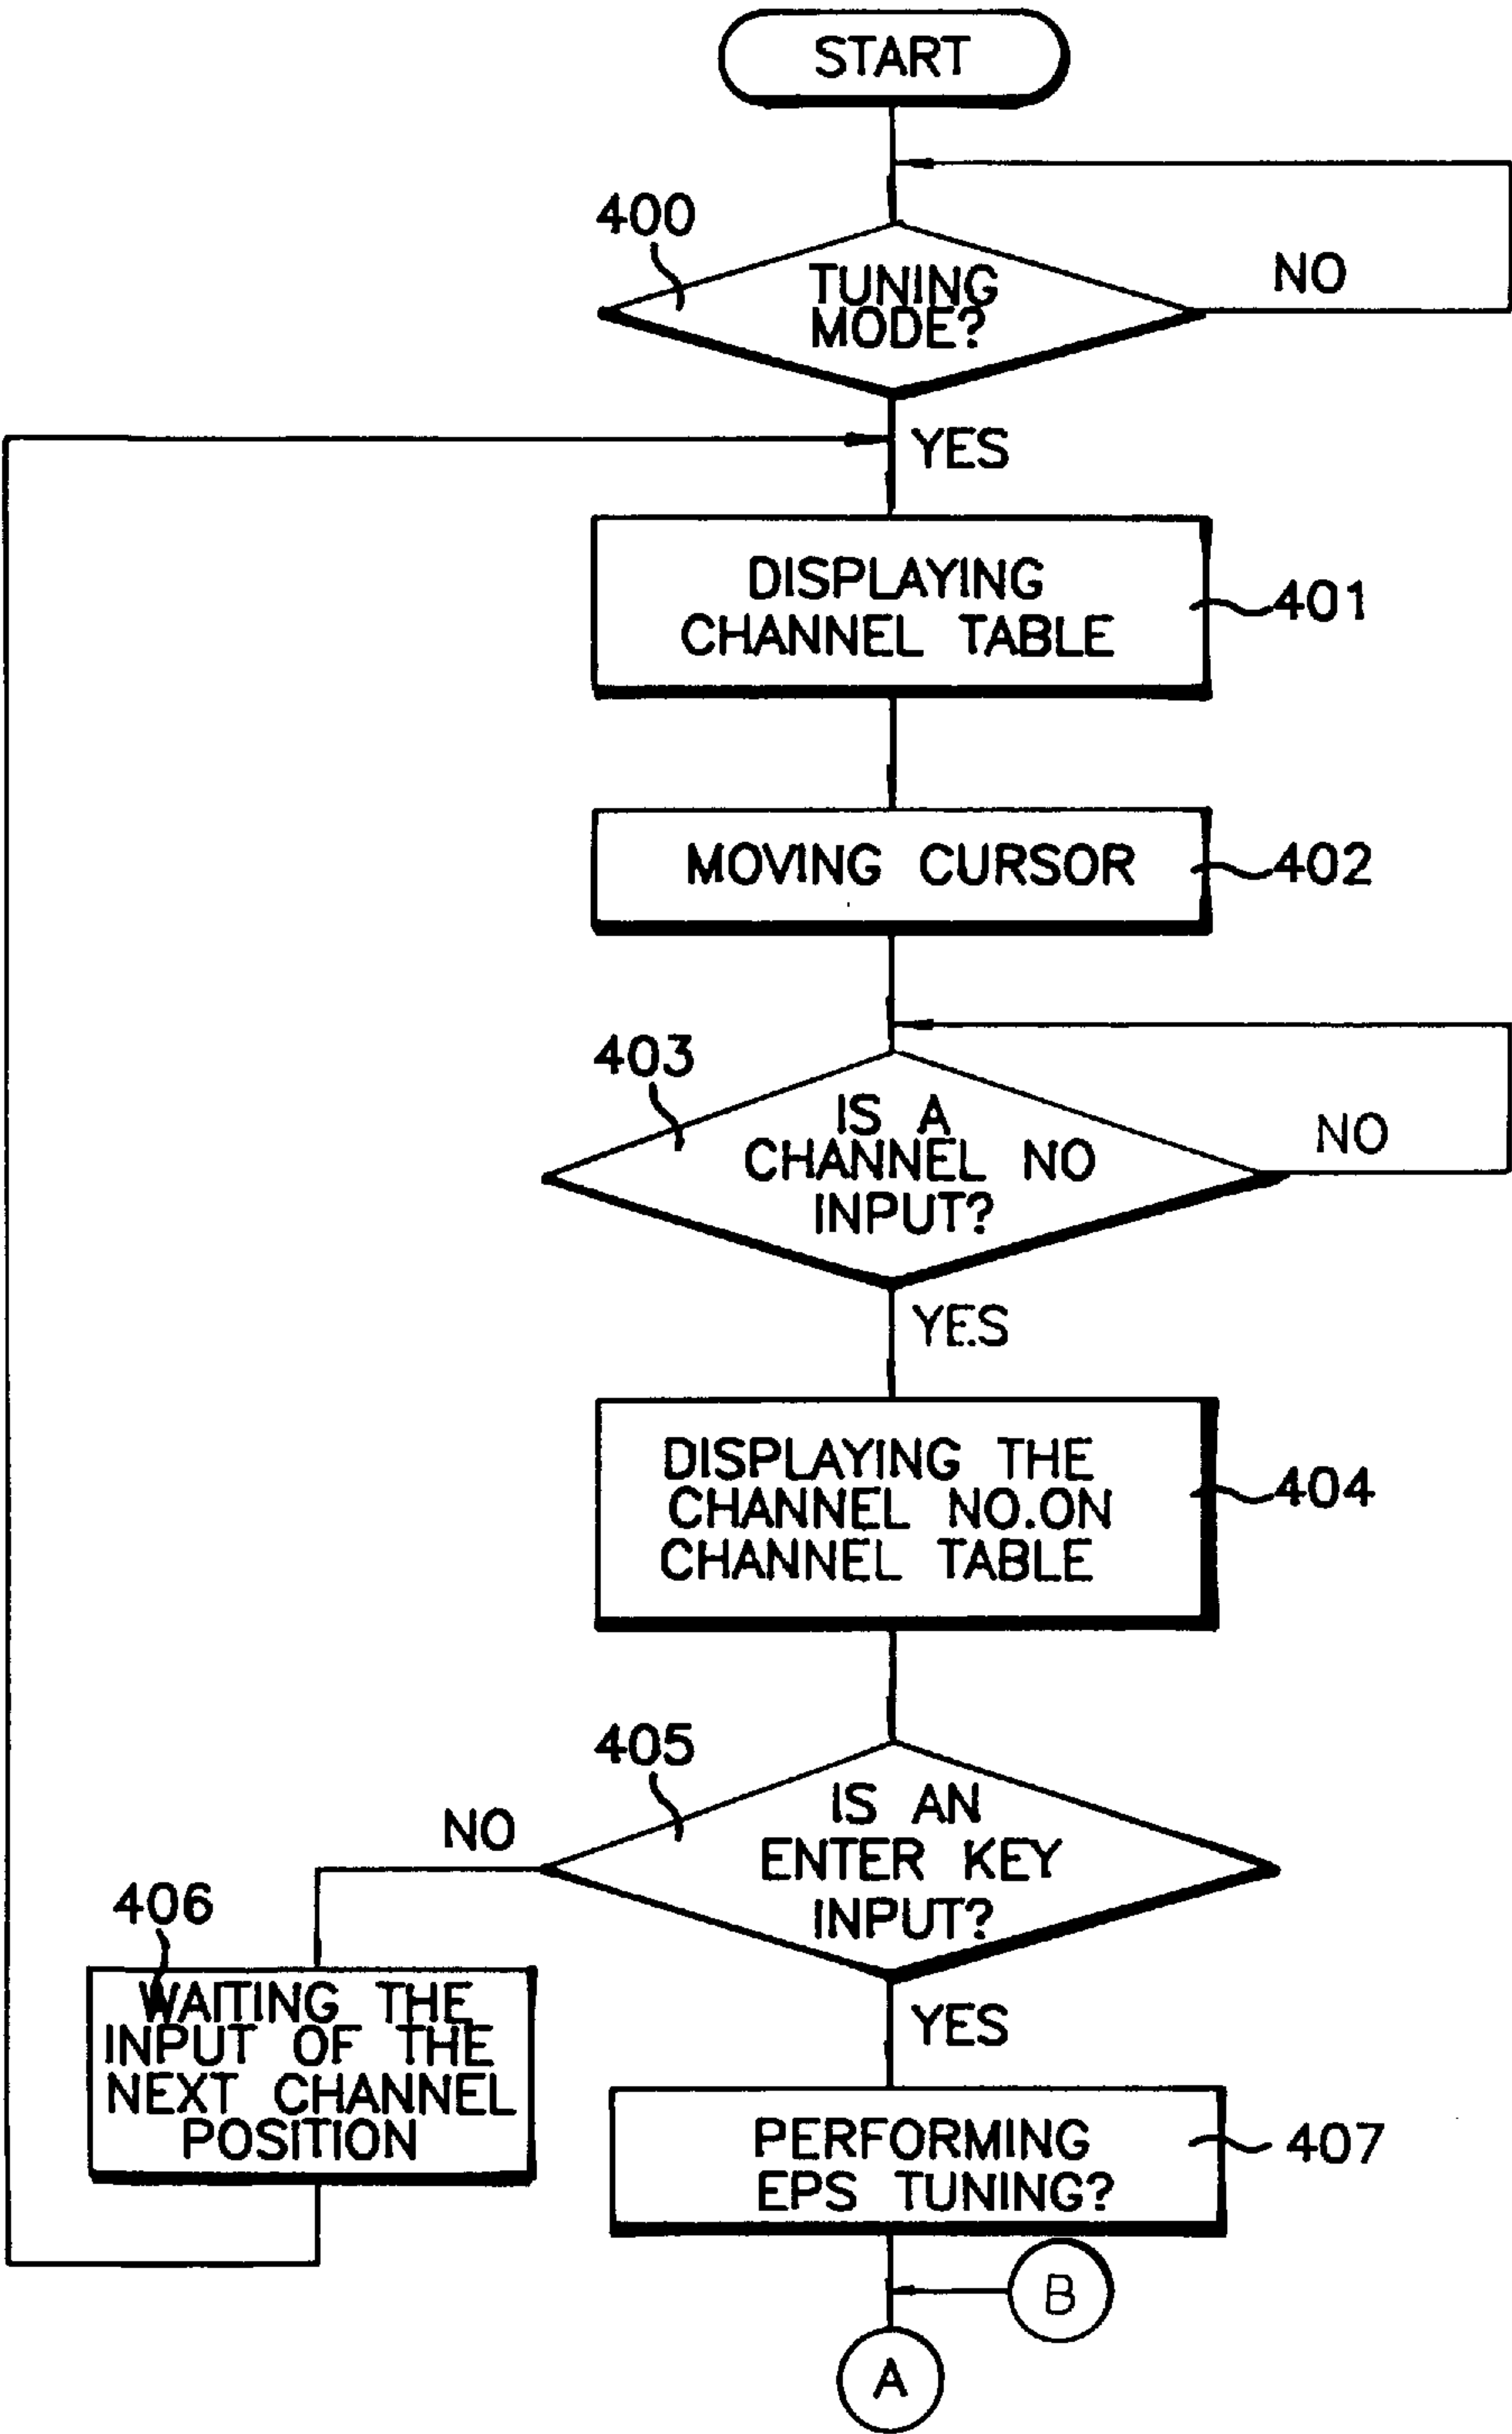 START
400
TUNING
MODE?
NO
YES
DISPLAYING
CHANNEL TABLE
401
MOVING CURSOR
402
403
IS A
CHANNEL NO
INPUT?
NO
YES
DISPLAYING THE
CHANNEL NO.ON
CHANNEL TABLE
404
405
IS AN
ENTER KEY
INPUT?
NO
406
WAITING THE
INPUT OF THE
NEXT CHANNEL
POSITION
YES
PERFORMING
EPS TUNING?
407
B
A